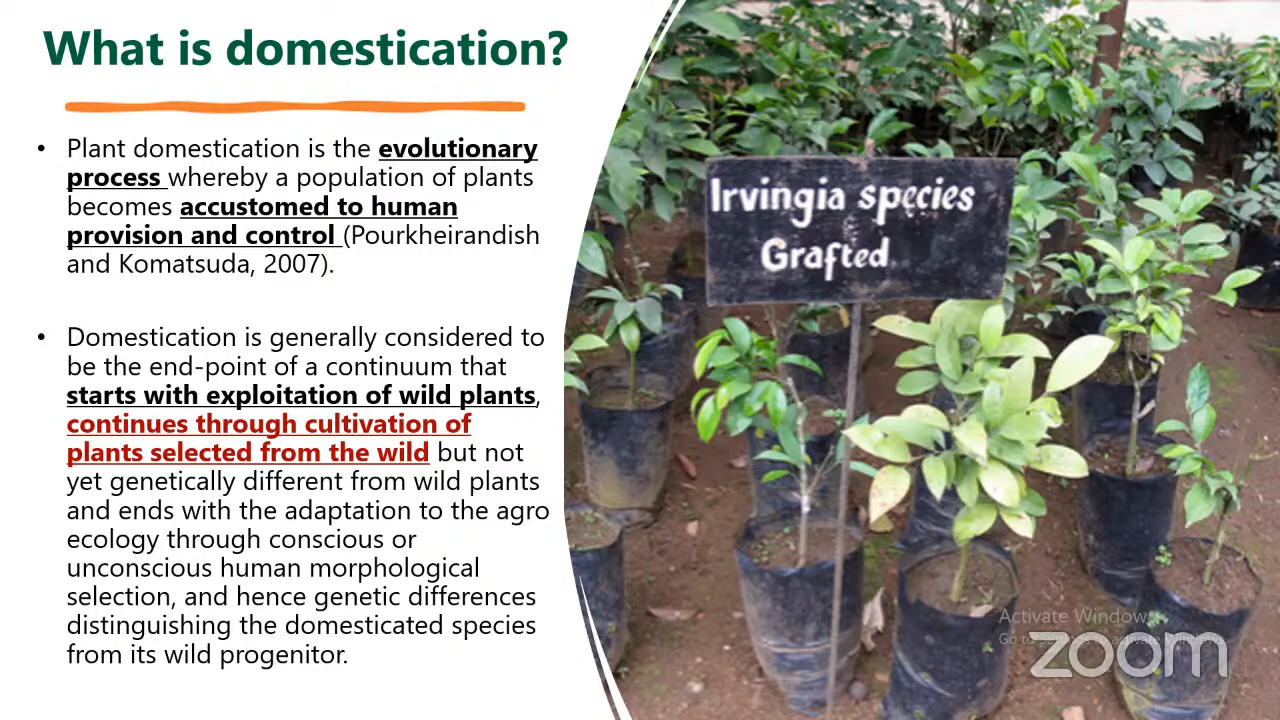 What is domestication?
• Plant domestication is the evolutionary
process whereby a population of plants
becomes accustomed to human
provision and control (Pourkheirandish
and Komatsuda, 2007).
• Domestication is generally considered to
be the end-point of a continuum that
starts with exploitation of wild plants,
continues through cultivation of
plants selected from the wild but not
yet genetically different from wild plants
and ends with the adaptation to the agro
ecology through conscious or
unconscious human morphological
selection, and hence genetic differences
distinguishing the domesticated species
from its wild progenitor.
Irvingia species
Grafted
Activate Windows
Go to
zoom